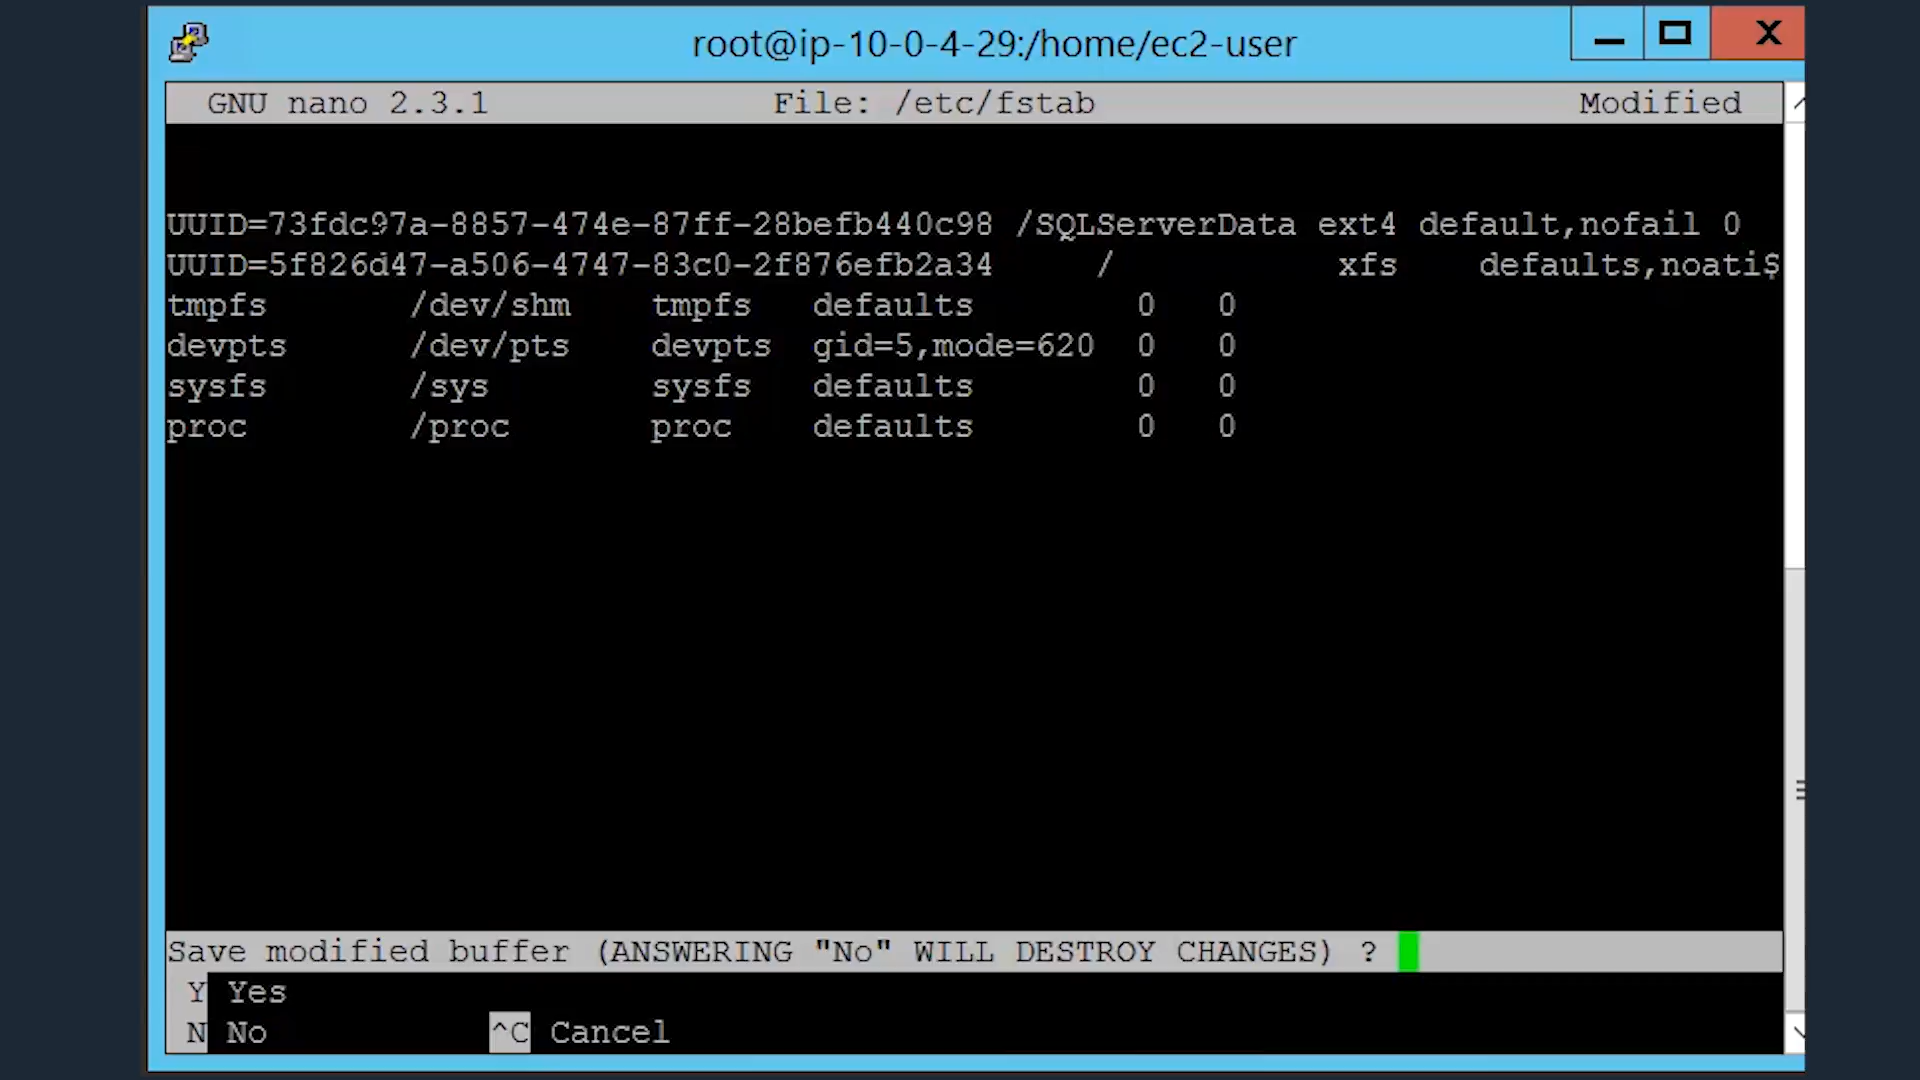 root@ip-10-0-4-29:/home/ec2-user
GNU nano 2.3.1 File: /etc/fstab Modified
UUID=73fdc97a-8857-474e-87ff-28befb440c98 /SQLServerData ext4 default,nofail 0
UUID=5f826d47-a506-4747-83c0-2f876efb2a34 / xfs defaults,noati$
tmpfs /dev/shm tmpfs defaults 0 0
devpts /dev/pts devpts gid=5,mode=620 0 0
sysfs /sys sysfs defaults 0 0
proc /proc proc defaults 0 0
Save modified buffer (ANSWERING "No" WILL DESTROY CHANGES) ?
Y Yes
N No ^C Cancel